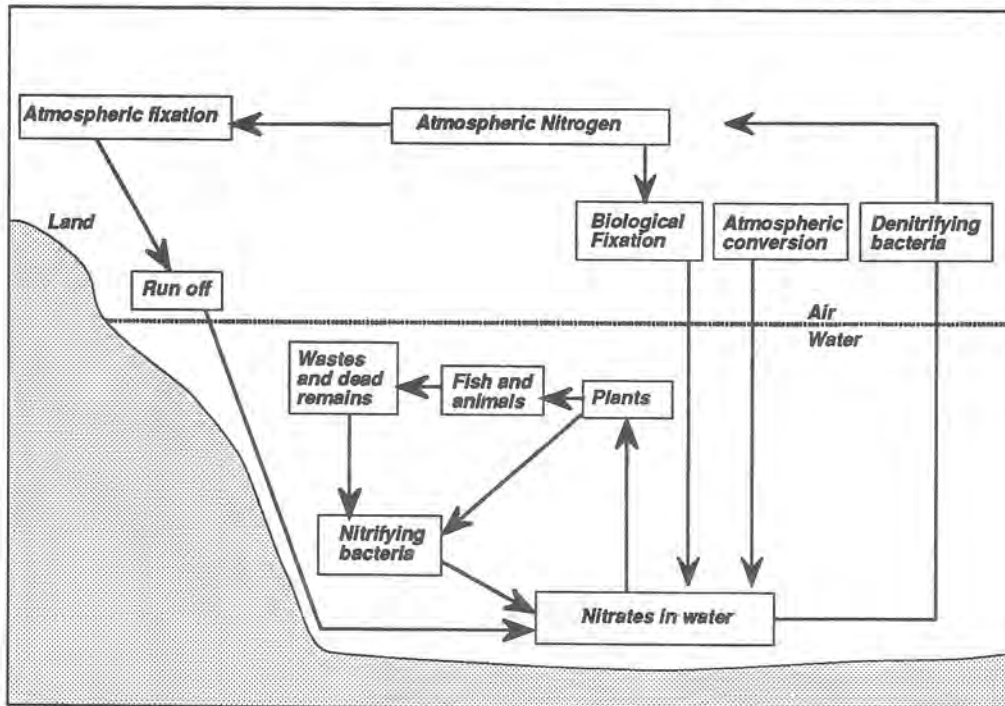 Atmospheric fixation
Atmospheric Nitrogen
Land
Biological
Fixation
Atmospheric
conversion
Denitrifying
bacteria
Run off
Air
Water
Wastes
and dead
remains
Fish and
animals
Plants
Nitrifying
bacteria
Nitrates in water